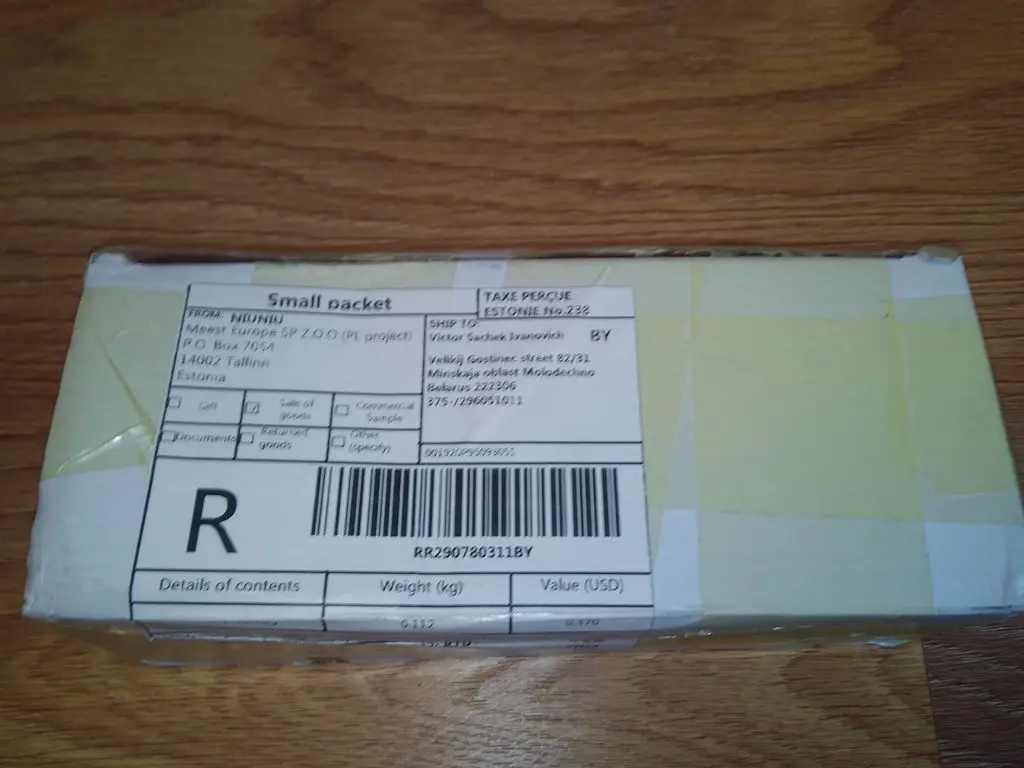 Small packet
TAXE PERÇUE
ESTONIE No.238
FROM: NIUNIU
Meest Europe SP Z.O.O (PL project)
P.O. Box 7054
14002 Tallinn
Estonia
SHIP TO:
Victor Sachek Ivanovich BY
Velikij Gostinec street 82/31
Minskaja oblast Molodechno
Belarus 222306
375-/296051011
Gift
Sale of goods
Commercial Sample
Documents
Returned goods
Other (specify)
R
RR290780311BY
Details of contents
Weight (kg)
Value (USD)
0.112